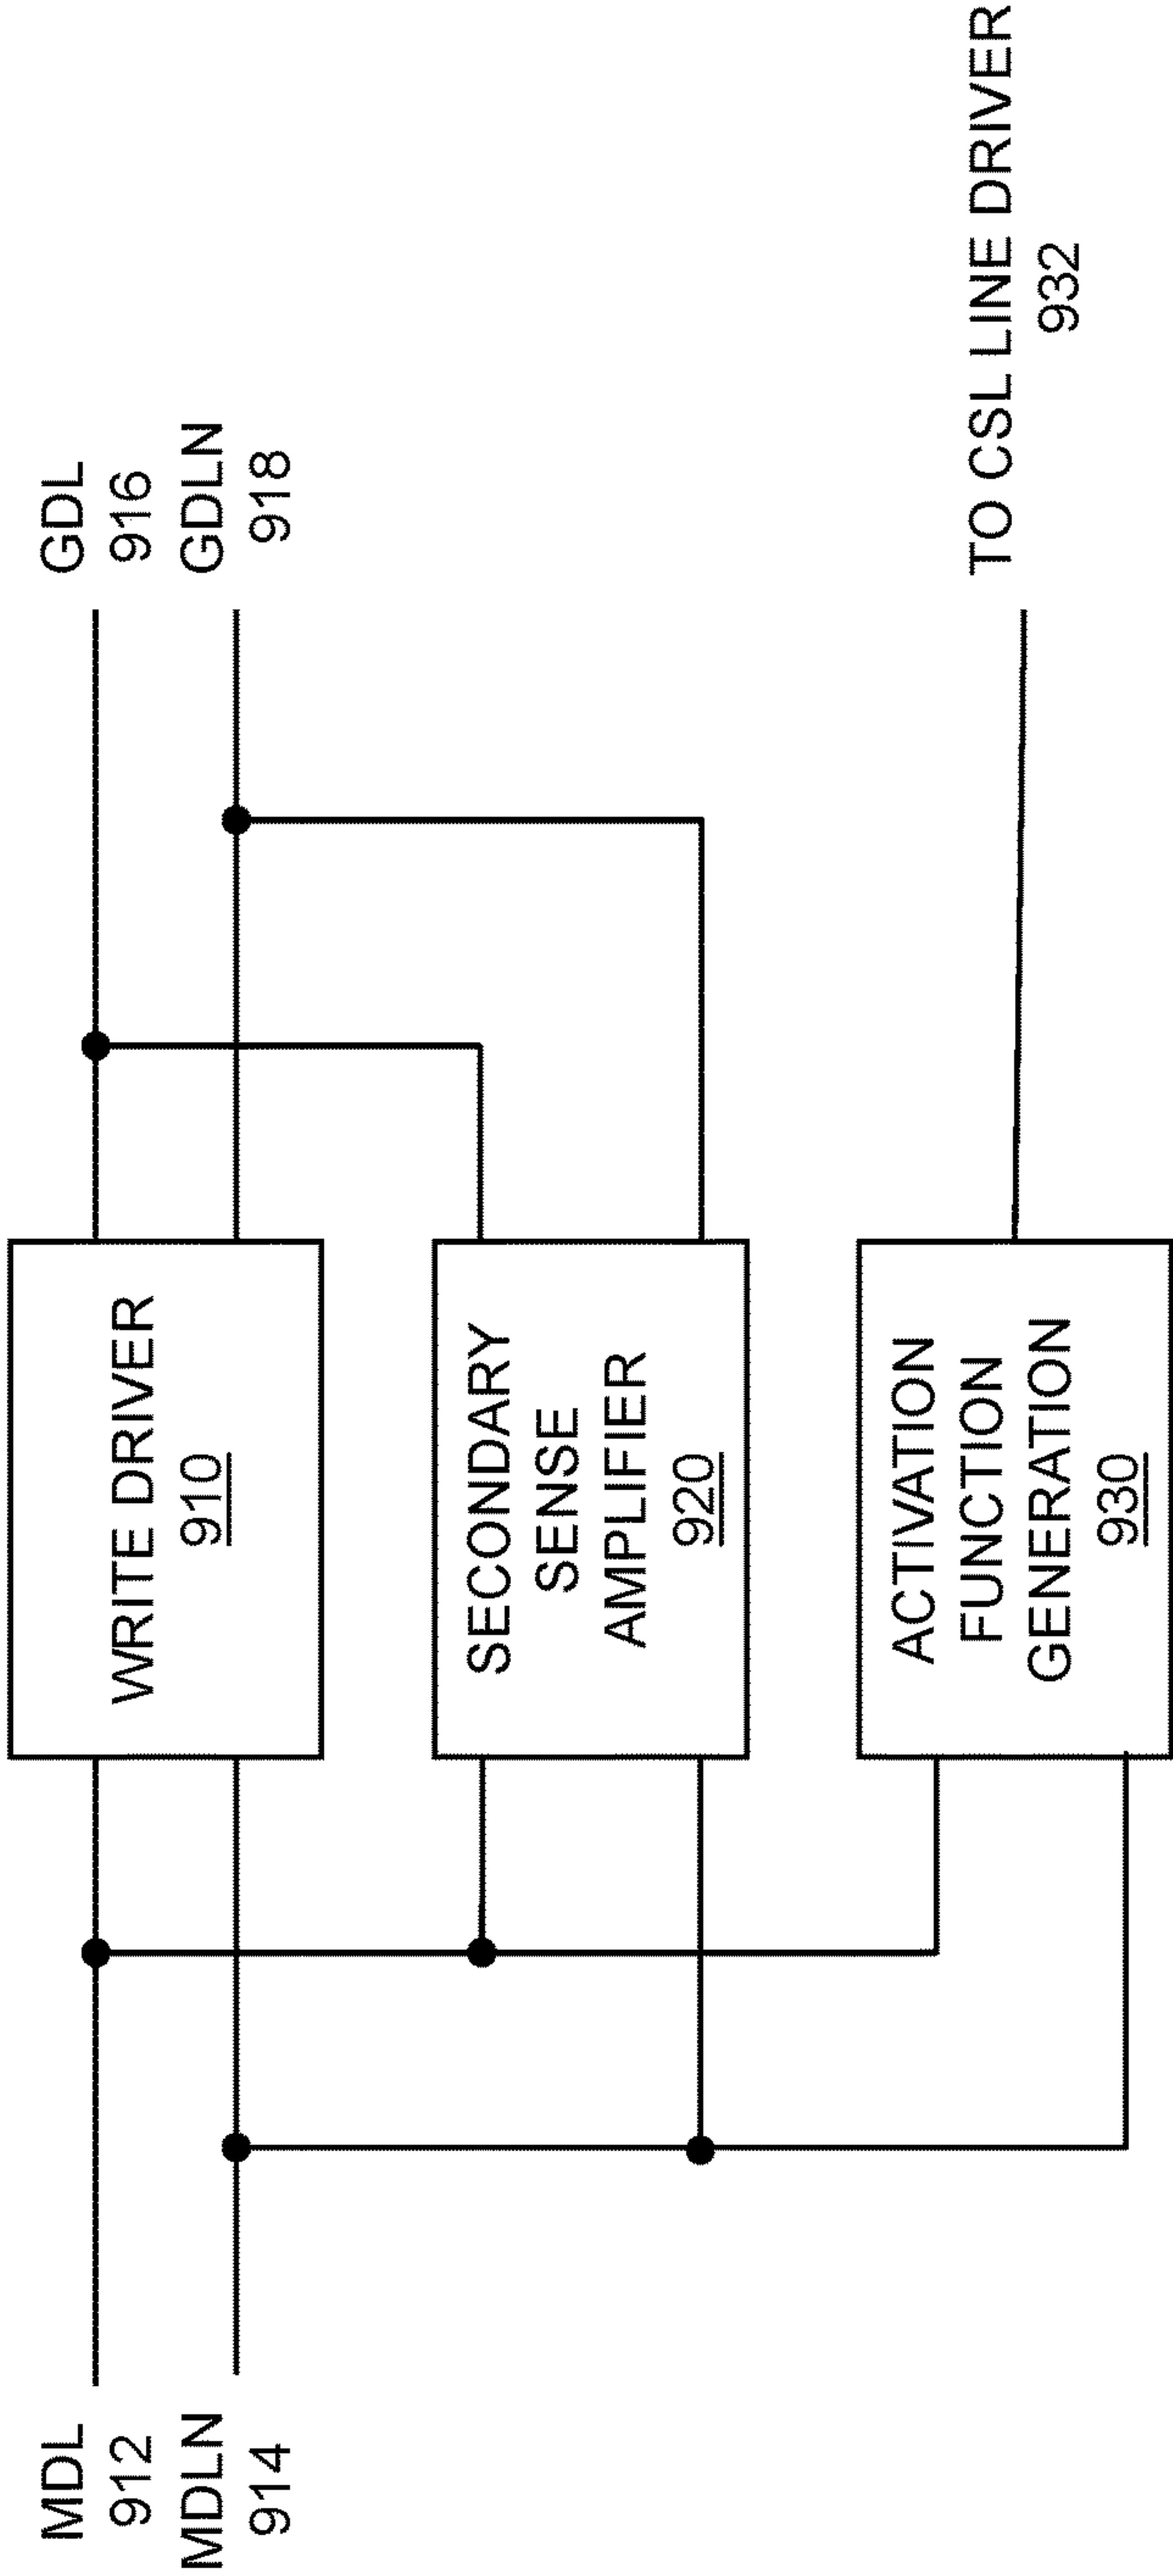 MDL
912
MDLN
914
WRITE DRIVER
910
GDL
916
GDLN
918
SECONDARY
SENSE
AMPLIFIER
920
ACTIVATION
FUNCTION
GENERATION
930
TO CSL LINE DRIVER
932